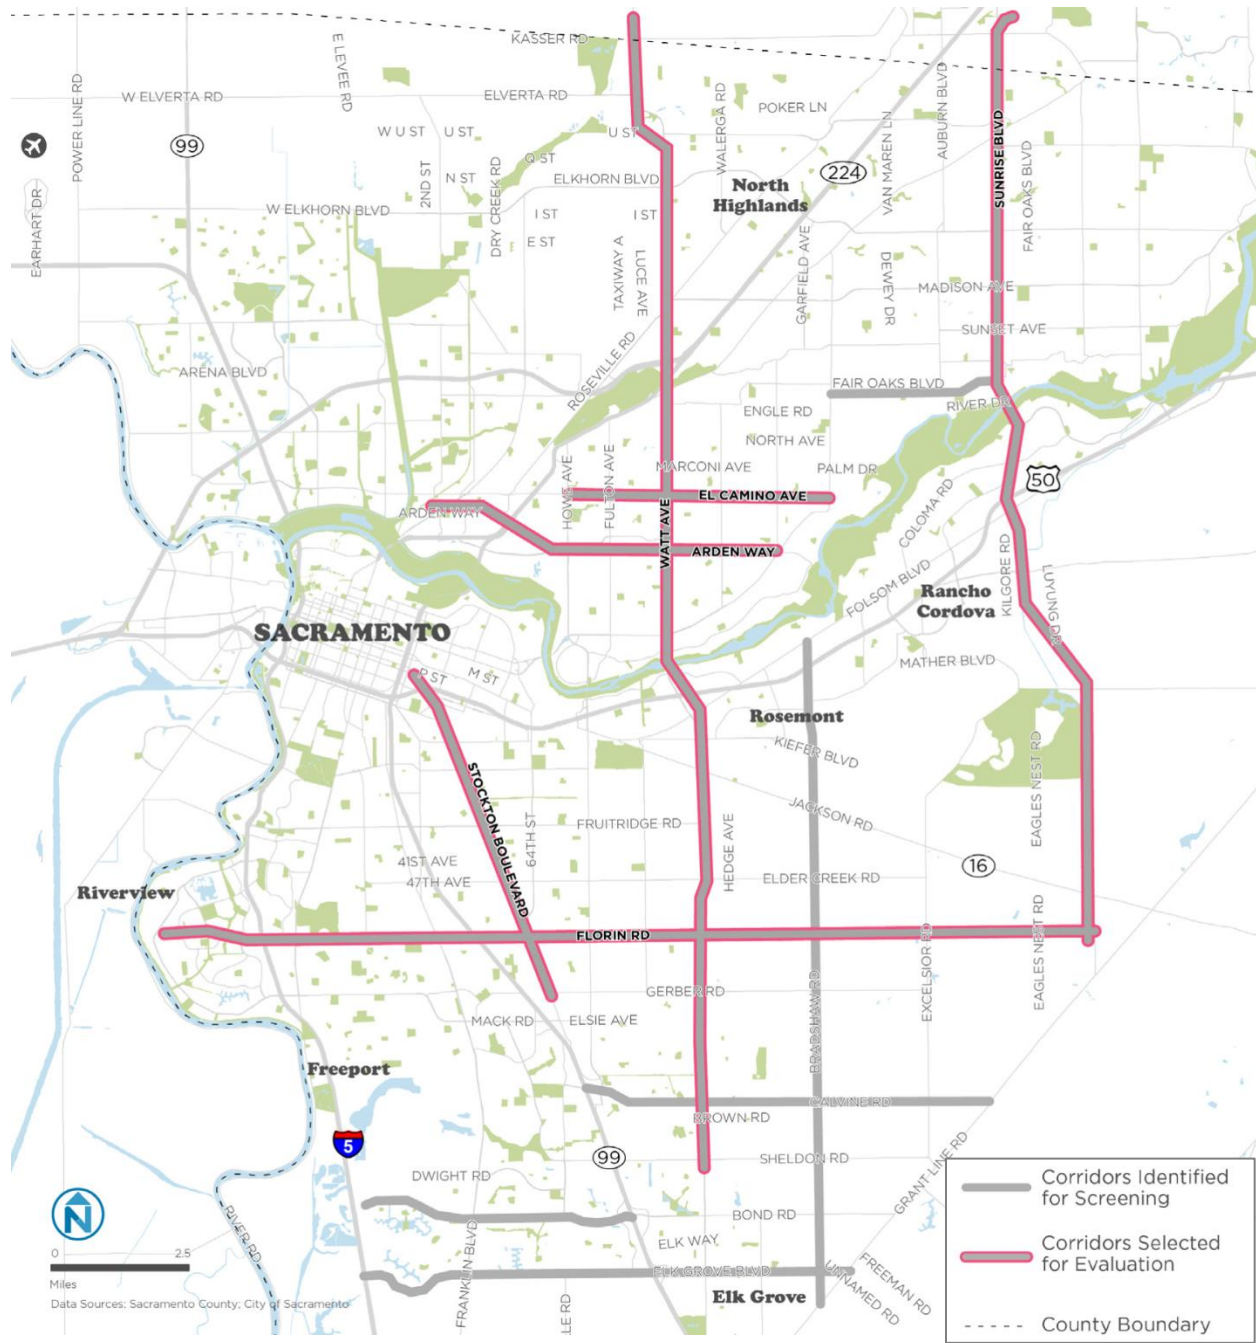 KASSER RD
E LEVEE RD
POWER LINE RD
W ELVERTA RD
ELVERTA RD
WALERGA RD
POKER LN
VAN MAREN LN
AUBURN BLVD
SUNRISE BLVD
FAIR OAKS BLVD
99
W U ST
U ST
U ST
2ND ST
Q ST
N ST
DRY CREEK RD
ELKHORN BLVD
224
North
Highlands
EARHART DR
W ELKHORN BLVD
I ST
I ST
E ST
TAXIWAY A
LUCE AVE
GARFIELD AVE
DEWEY DR
MADISON AVE
SUNSET AVE
ARENA BLVD
ROSEVILLE RD
FAIR OAKS BLVD
RIVER DR
ENGLE RD
NORTH AVE
MARCONI AVE
PALM DR
50
HOWE AVE
FULTON AVE
WATT AVE
EL CAMINO AVE
ARDEN WAY
ARDEN WAY
COLOMA RD
FOLSOM BLVD
KILGORE RD
LUYUNG DR
Rancho
Cordova
SACRAMENTO
MATHER BLVD
P ST
M ST
Rosemont
KIEFER BLVD
EAGLES NEST RD
STOCKTON BOULEVARD
64TH ST
FRUITRIDGE RD
JACKSON RD
HEDGE AVE
16
41ST AVE
47TH AVE
ELDER CREEK RD
Riverview
FLORIN RD
EXCELSIOR RD
EAGLES NEST RD
GERBER RD
BRADSHAW RD
MACK RD
ELSIE AVE
Freeport
CALVINE RD
BROWN RD
5
99
SHELDON RD
GRANT LINE RD
DWIGHT RD
BOND RD
RIVER RD
FRANKLIN BLVD
ELK WAY
ELK GROVE BLVD
FREEMAN RD
UNNAMED RD
Elk Grove
LE RD
N
0 2.5
Miles
Data Sources: Sacramento County; City of Sacramento
Corridors Identified
for Screening
Corridors Selected
for Evaluation
County Boundary